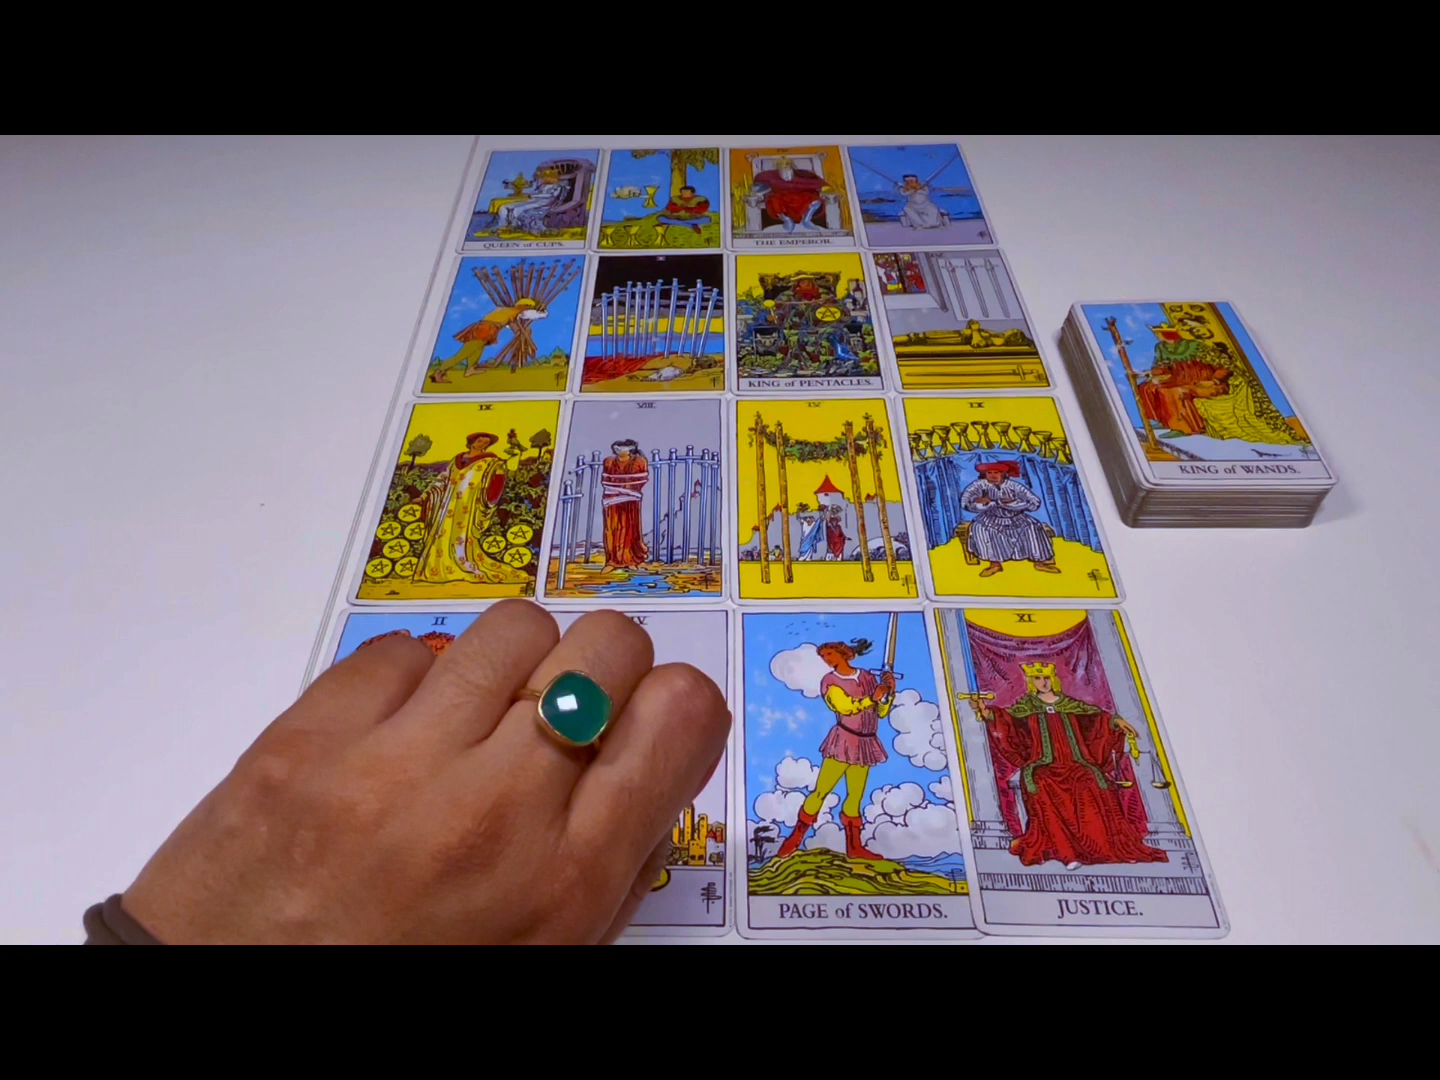 QUEEN of CUPS.
THE EMPEROR.
X
KING of PENTACLES.
KING of WANDS.
IX
VIII
IV
IX
II
IV
XI
PAGE of SWORDS.
JUSTICE.